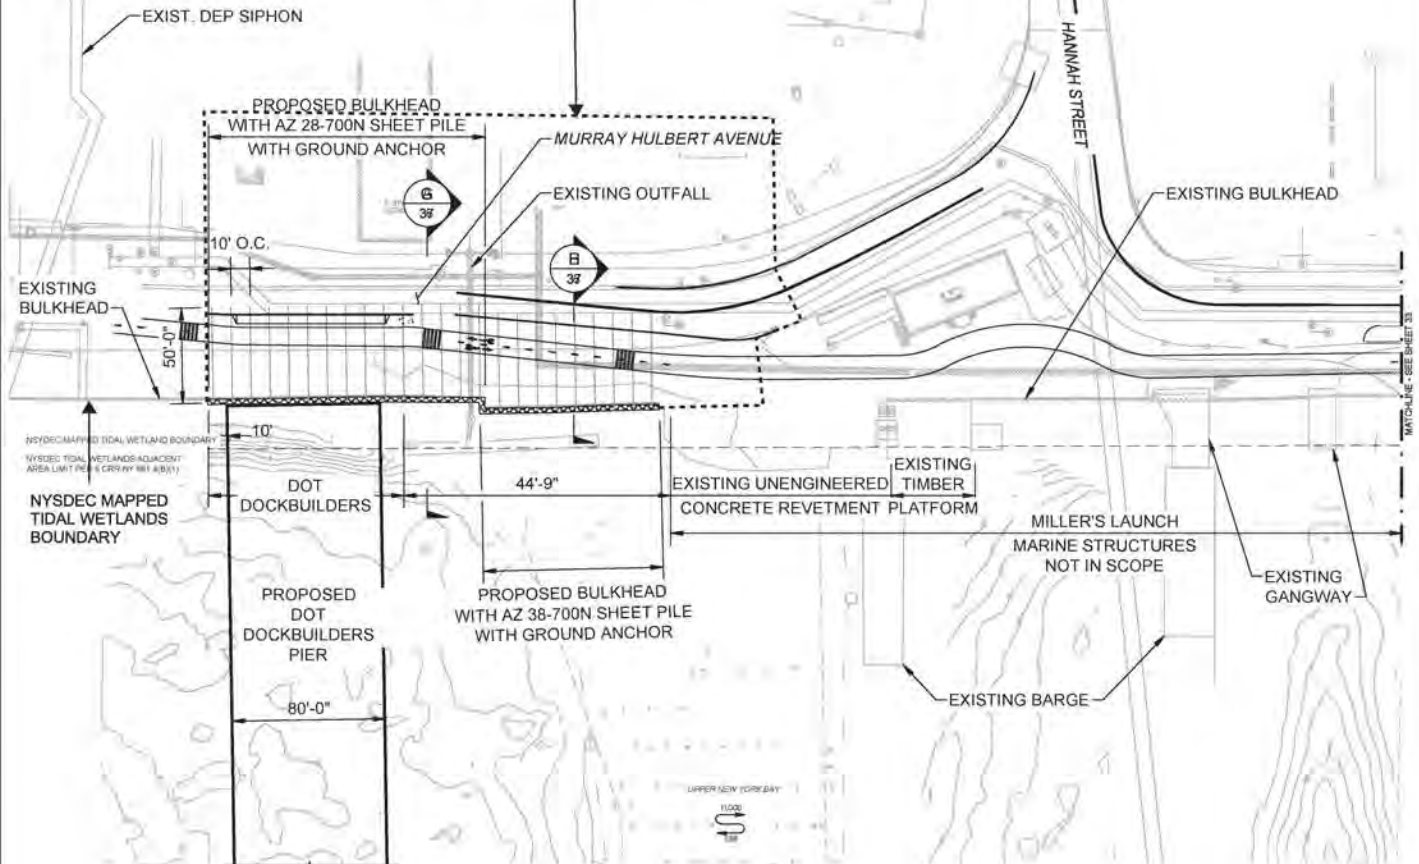 EXIST. DEP SIPHON
HANNAH STREET
PROPOSED BULKHEAD
WITH AZ 28-700N SHEET PILE
WITH GROUND ANCHOR
MURRAY HULBERT AVENUE
EXISTING OUTFALL
EXISTING BULKHEAD
37
37
10' O.C.
EXISTING
BULKHEAD
50'-0"
MATCHLINE - SEE SHEET 33
NYSDEC MAPPED TIDAL WETLAND BOUNDARY
NYSDEC TIDAL WETLANDS ADJACENT
10'
NYSDEC MAPPED
TIDAL WETLANDS
BOUNDARY
DOT
DOCKBUILDERS
44'-9"
EXISTING UNENGINEERED
CONCRETE REVETMENT
EXISTING
TIMBER
PLATFORM
MILLER'S LAUNCH
MARINE STRUCTURES
NOT IN SCOPE
EXISTING
GANGWAY
PROPOSED
DOT
DOCKBUILDERS
PIER
PROPOSED BULKHEAD
WITH AZ 38-700N SHEET PILE
WITH GROUND ANCHOR
80'-0"
EXISTING BARGE
UPPER NEW YORK BAY